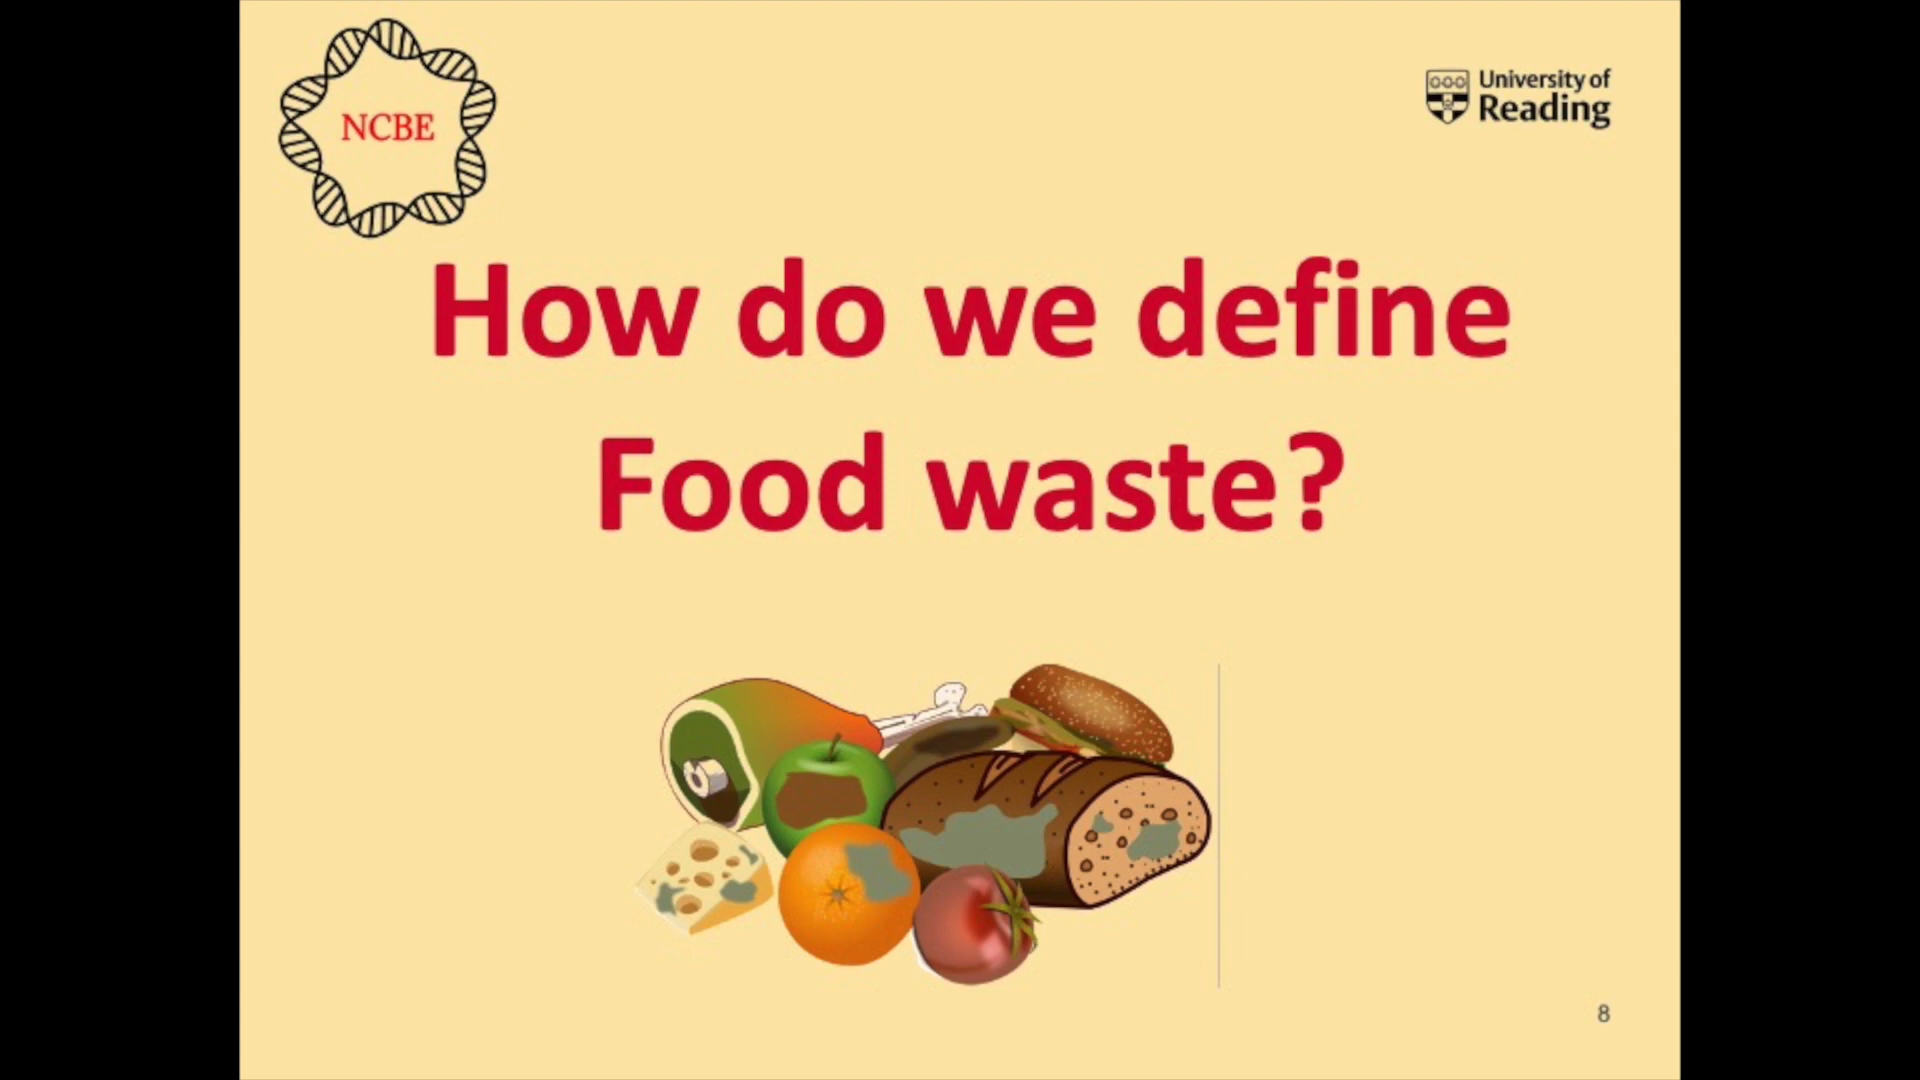 NCBE
University of
Reading
How do we define
Food waste?
8